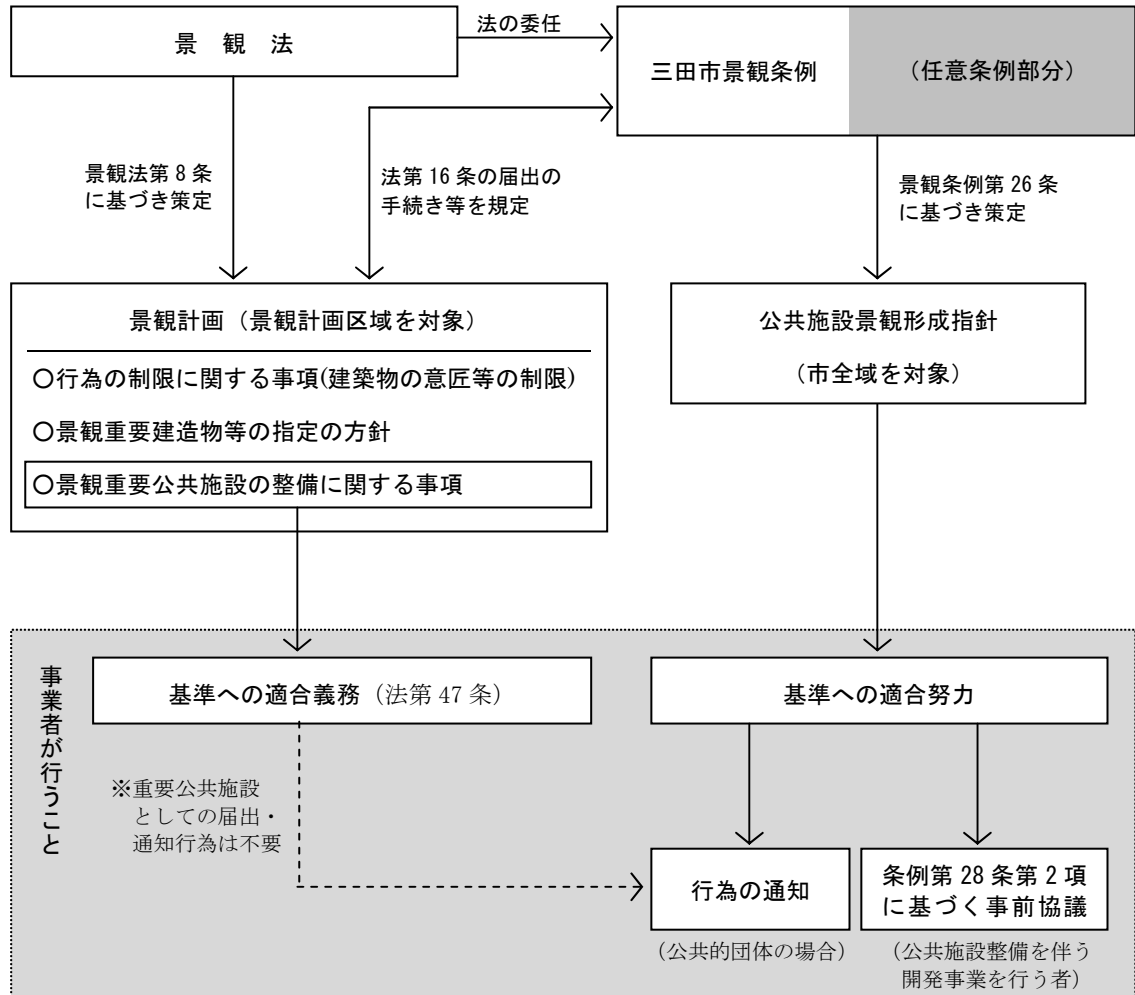 景 観 法
法の委任
三田市景観条例
（任意条例部分）
景観法第8条
に基づき策定
法第16条の届出の
手続き等を規定
景観条例第26条
に基づき策定
景観計画（景観計画区域を対象）
〇行為の制限に関する事項(建築物の意匠等の制限)
〇景観重要建造物等の指定の方針
〇景観重要公共施設の整備に関する事項
公共施設景観形成指針
（市全域を対象）
事業者が行うこと
基準への適合義務（法第47条）
基準への適合努力
※重要公共施設
としての届出・
通知行為は不要
行為の通知
（公共的団体の場合）
条例第28条第2項
に基づく事前協議
（公共施設整備を伴う
開発事業を行う者）